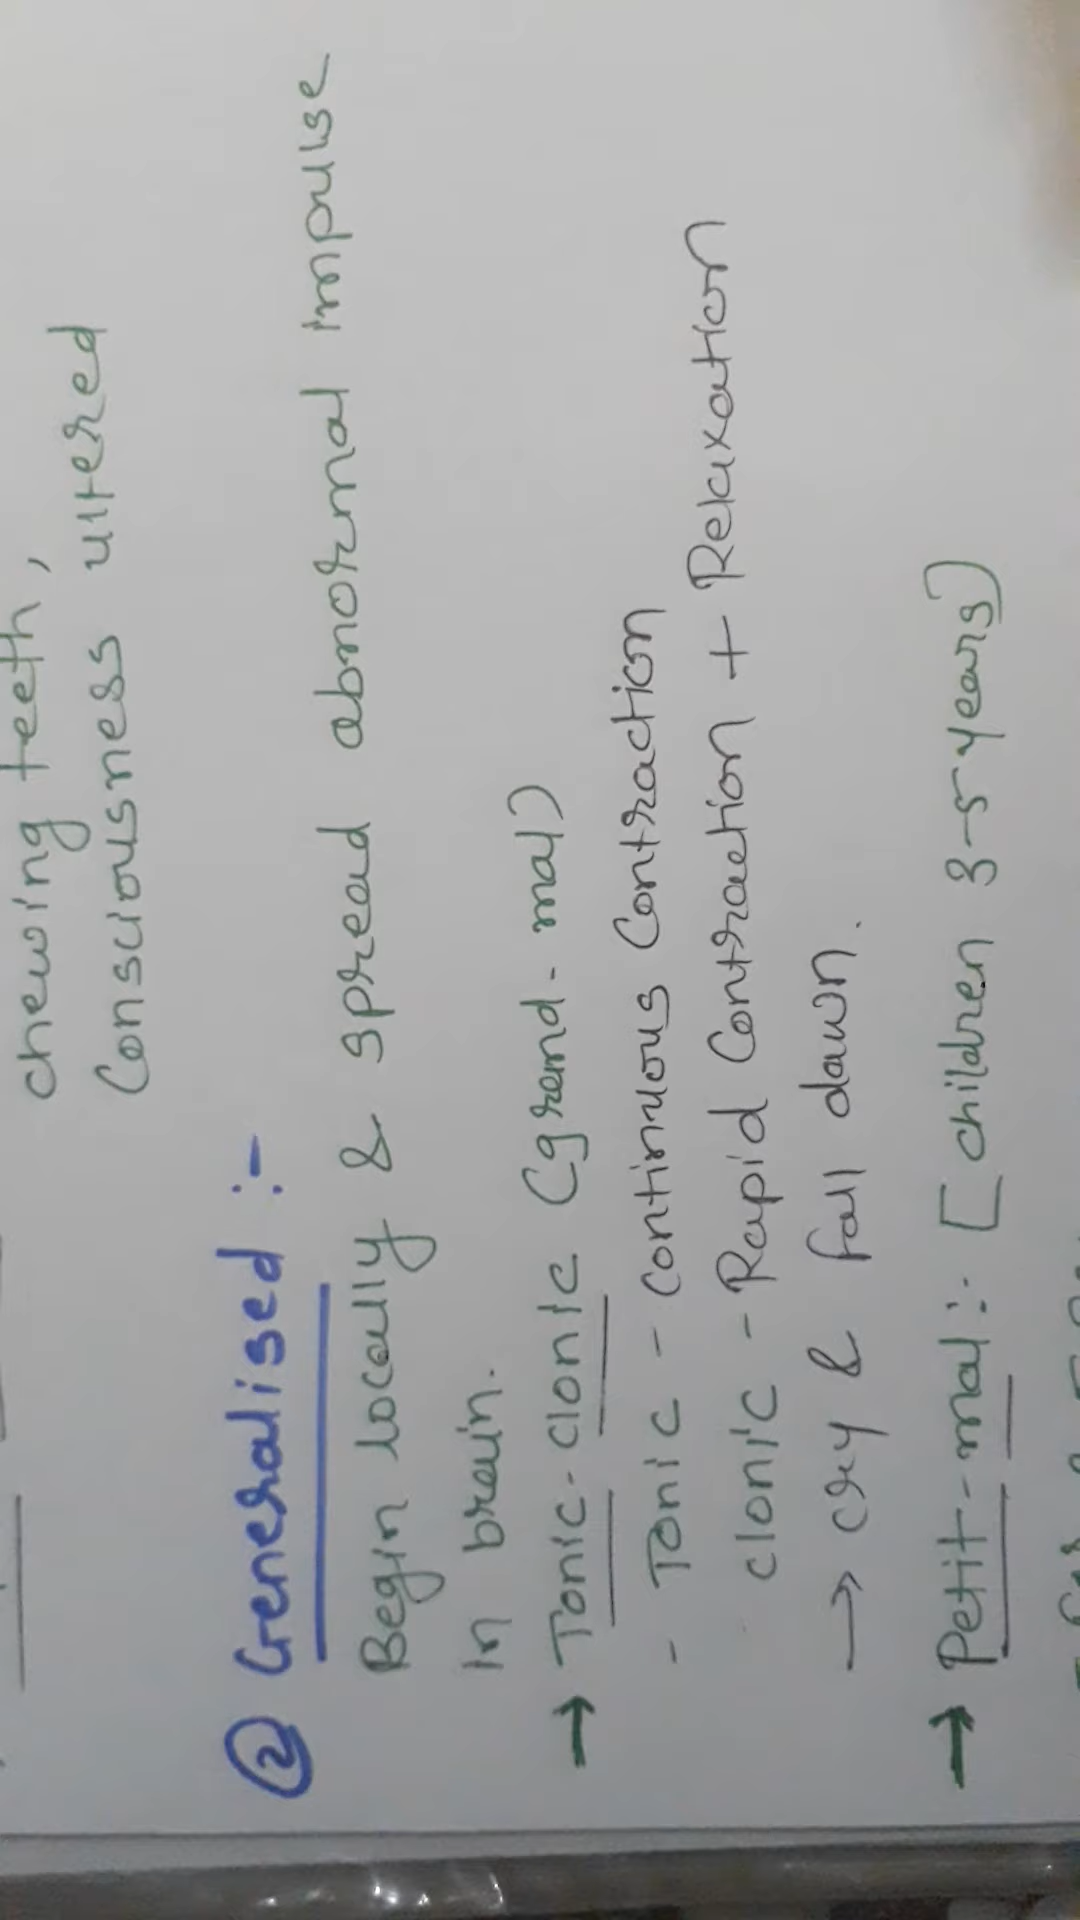 chewing teeth,
Consciousness altered
② Generalised :-
Begin locally & spread abnormal impulse
in brain.
→ Tonic-clonic (grand-mal)
- Tonic - continuous Contraction
clonic - Rapid Contraction + Relaxation
→ cry & fall dawn.
→ Petit-mal :- [children 3-5 years]